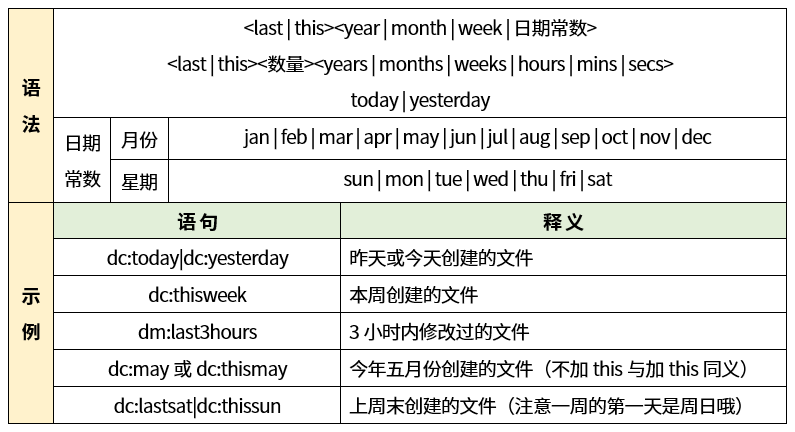 语法
<last | this><year | month | week | 日期常数>
<last | this><数量><years | months | weeks | hours | mins | secs>
today | yesterday
日期常数
月份
jan | feb | mar | apr | may | jun | jul | aug | sep | oct | nov | dec
星期
sun | mon | tue | wed | thu | fri | sat
示例
语句
释义
dc:today|dc:yesterday
昨天或今天创建的文件
dc:thisweek
本周创建的文件
dm:last3hours
3 小时内修改过的文件
dc:may 或 dc:thismay
今年五月份创建的文件（不加 this 与加 this 同义）
dc:lastsat|dc:thissun
上周末创建的文件（注意一周的第一天是周日哦）